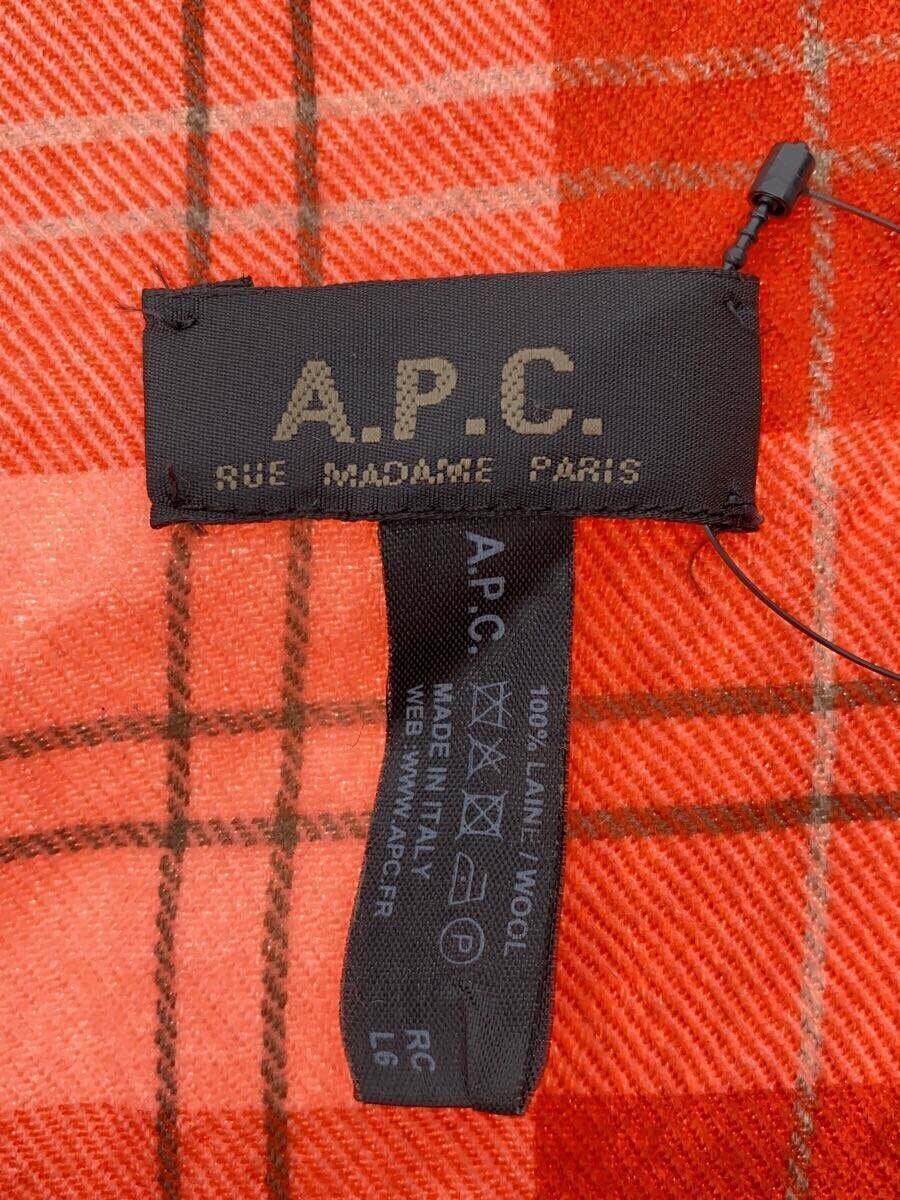 A.P.C.
RUE MADAME PARIS
A.P.C.
100% LAINE / WOOL
P
MADE IN ITALY
WEB : WWW.APC.FR
RC
L6